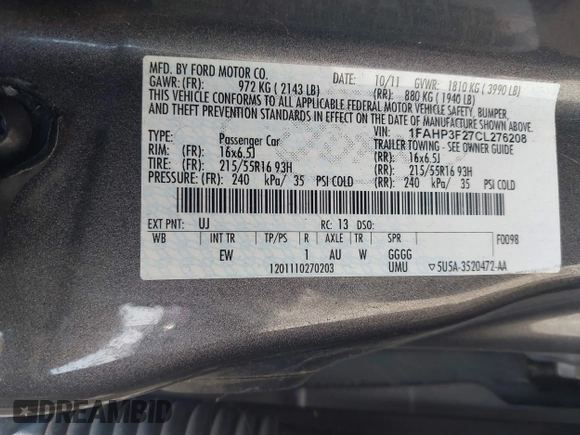 MFD. BY FORD MOTOR CO.
DATE: 10/11 GVWR: 1810 KG ( 3990 LB)
GAWR: (FR): 972 KG ( 2143 LB) (RR): 880 KG ( 1940 LB)
THIS VEHICLE CONFORMS TO ALL APPLICABLE FEDERAL MOTOR VEHICLE SAFETY, BUMPER,
AND THEFT PREVENTION STANDARDS IN EFFECT ON THE DATE OF MANUFACTURE SHOWN ABOVE.
VIN: 1FAHP3F27CL276208
TYPE: Passenger Car TRAILER TOWING - SEE OWNER GUIDE
RIM: (FR): 16x6.5J (RR): 16x6.5J
TIRE: (FR): 215/55R16 93H (RR): 215/55R16 93H
PRESSURE: (FR): 240 kPa/ 35 PSI COLD (RR): 240 kPa/ 35 PSI COLD
EXT PNT: UJ RC: 13 DSO:
WB INT TR TP/PS R AXLE TR SPR F0098
EW 1 AU W GGGG
1201110270203 UMU ▽5U5A-3520472-AA
DREAMBID